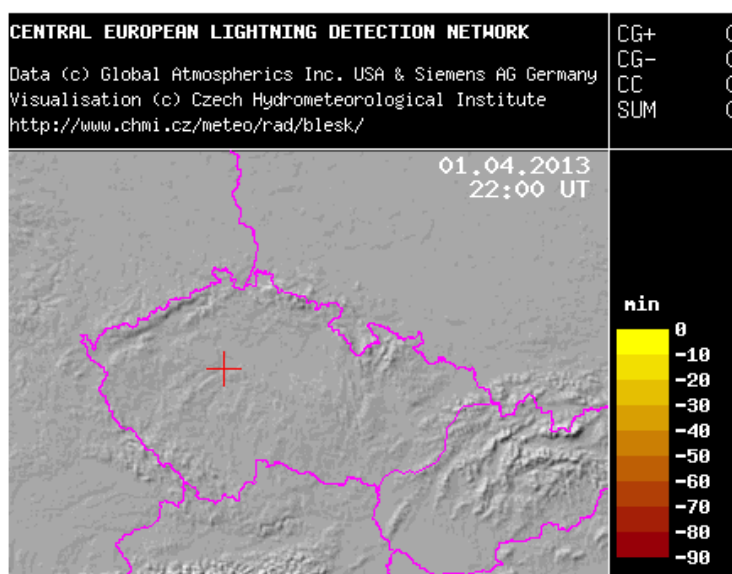 CENTRAL EUROPEAN LIGHTNING DETECTION NETWORK
Data (c) Global Atmospherics Inc. USA & Siemens AG Germany
Visualisation (c) Czech Hydrometeorological Institute
http://www.chmi.cz/meteo/rad/blesk/
CG+
CG-
CC
SUM
01.04.2013
22:00 UT
min
0
-10
-20
-30
-40
-50
-60
-70
-80
-90